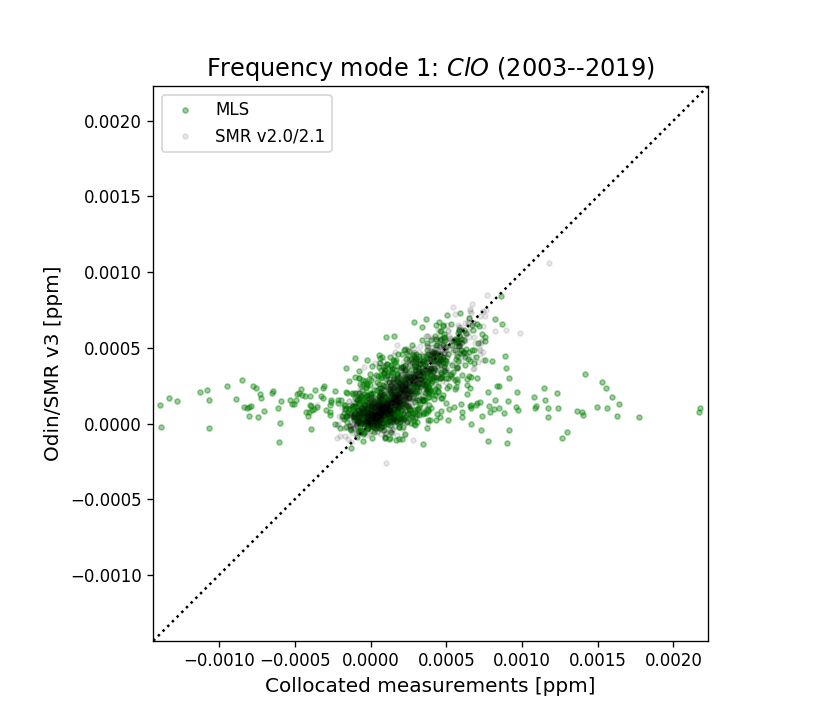 Frequency mode 1: ClO (2003--2019)
MLS
SMR v2.0/2.1
0.0020
0.0015
0.0010
0.0005
0.0000
−0.0005
−0.0010
Odin/SMR v3 [ppm]
−0.0010 −0.0005 0.0000 0.0005 0.0010 0.0015 0.0020
Collocated measurements [ppm]